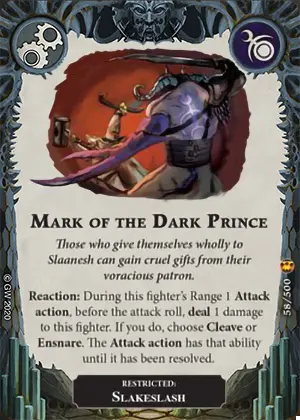 MARK OF THE DARK PRINCE
Those who give themselves wholly to
Slaanesh can gain cruel gifts from their
voracious patron.
Reaction: During this fighter's Range 1 Attack
action, before the attack roll, deal 1 damage
to this fighter. If you do, choose Cleave or
Ensnare. The Attack action has that ability
until it has been resolved.
RESTRICTED:
SLAKESLASH
© GW 2020
58/500